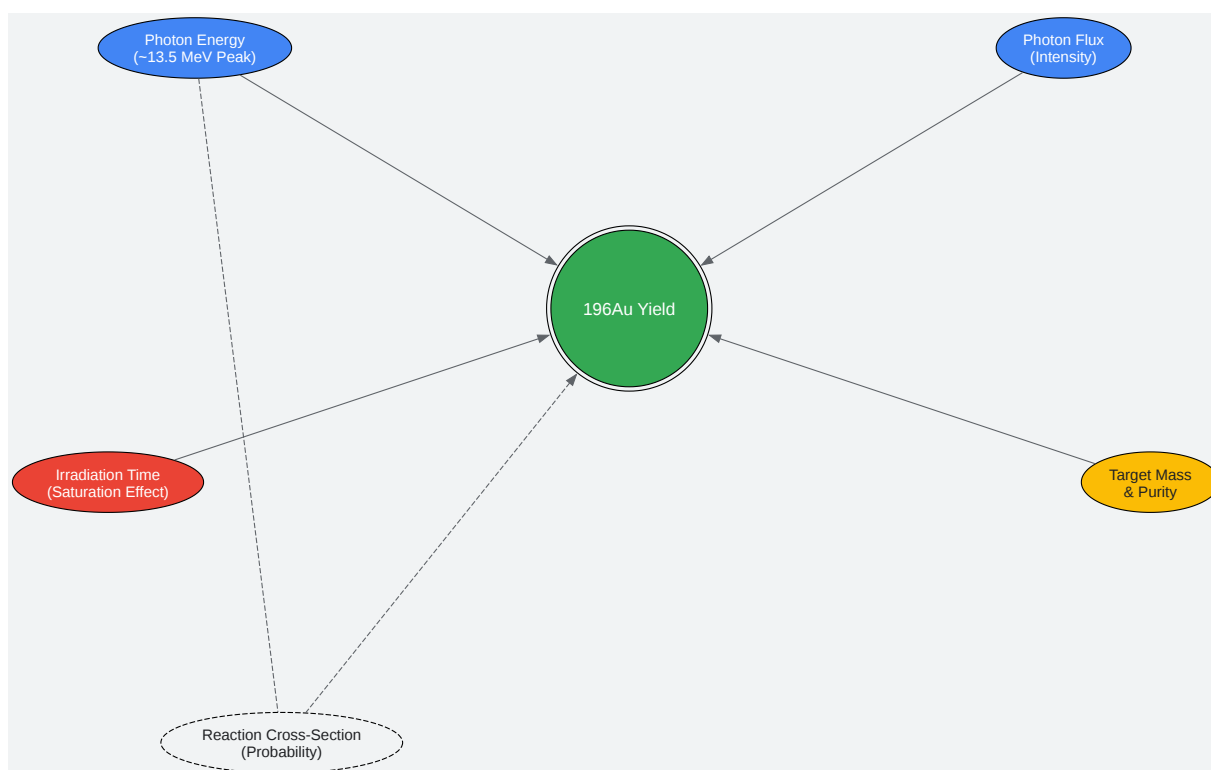 Photon Energy
(~13.5 MeV Peak)
Photon Flux
(Intensity)
196Au Yield
Irradiation Time
(Saturation Effect)
Target Mass
& Purity
Reaction Cross-Section
(Probability)